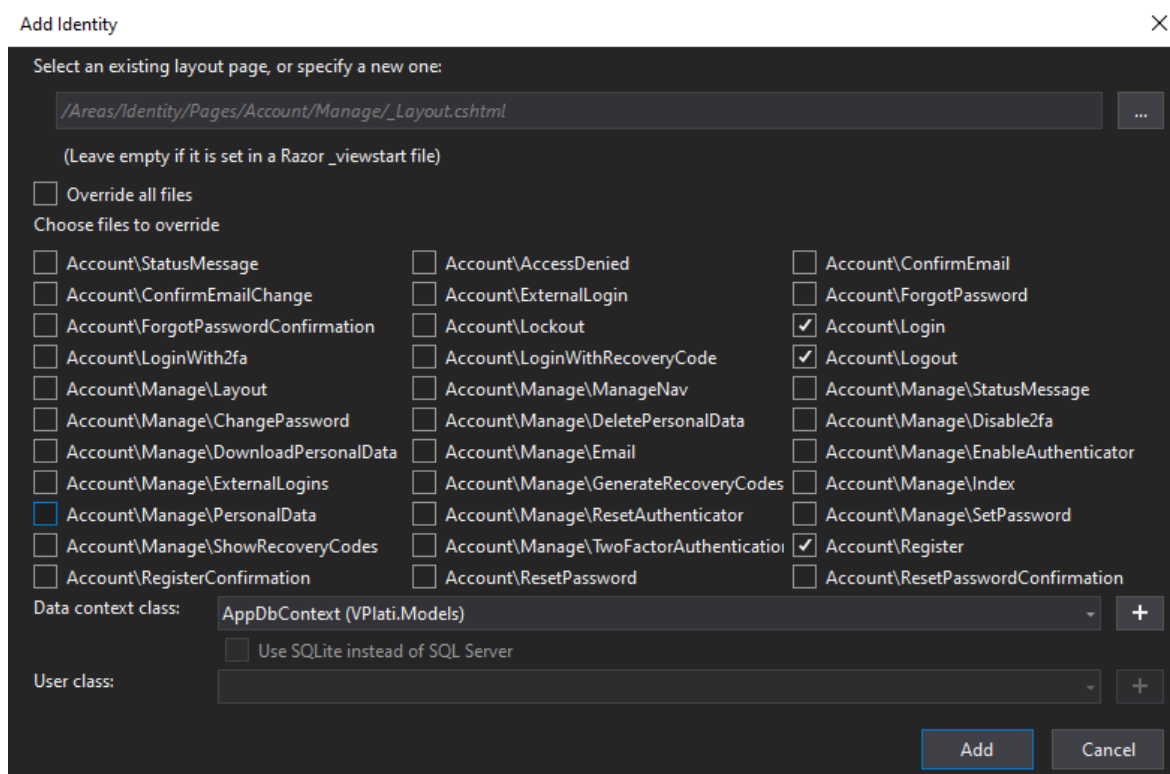 Add Identity
Select an existing layout page, or specify a new one:
/Areas/Identity/Pages/Account/Manage/_Layout.cshtml
...
(Leave empty if it is set in a Razor _viewstart file)
Override all files
Choose files to override
Account\StatusMessage Account\AccessDenied Account\ConfirmEmail
Account\ConfirmEmailChange Account\ExternalLogin Account\ForgotPassword
Account\ForgotPasswordConfirmation Account\Lockout Account\Login
Account\LoginWith2fa Account\LoginWithRecoveryCode Account\Logout
Account\Manage\Layout Account\Manage\ManageNav Account\Manage\StatusMessage
Account\Manage\ChangePassword Account\Manage\DeletePersonalData Account\Manage\Disable2fa
Account\Manage\DownloadPersonalData Account\Manage\Email Account\Manage\EnableAuthenticator
Account\Manage\ExternalLogins Account\Manage\GenerateRecoveryCodes Account\Manage\Index
Account\Manage\PersonalData Account\Manage\ResetAuthenticator Account\Manage\SetPassword
Account\Manage\ShowRecoveryCodes Account\Manage\TwoFactorAuthentication Account\Register
Account\RegisterConfirmation Account\ResetPassword Account\ResetPasswordConfirmation
Data context class: AppDbContext (VPlati.Models) +
Use SQLite instead of SQL Server
User class: +
Add Cancel